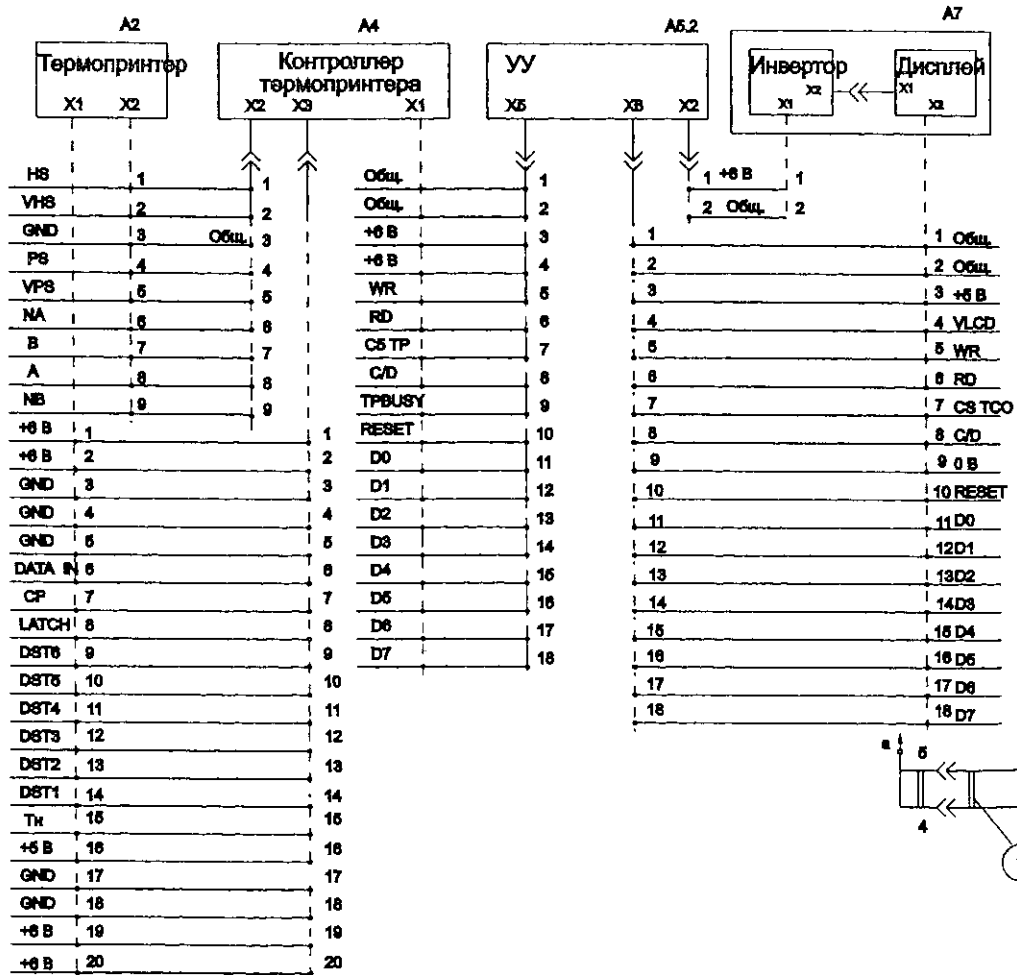 A2 A4 A5.2 A7
Термопринтер Контроллер термопринтера УУ Инвертор Дисплей
X1 X2 X2 X3 X1 X5 X6 X2 X1 X2 X1 X2
HS 1 1
VHS 2 2
GND 3 Общ. 3
PS 4 4
VPS 5 5
NA 6 6
B 7 7
A 8 8
NB 9 9
+6 В 1 1
+6 В 2 2
GND 3 3
GND 4 4
GND 5 5
DATA IN 6 6
CP 7 7
LATCH 8 8
DST6 9 9
DST5 10 10
DST4 11 11
DST3 12 12
DST2 13 13
DST1 14 14
Тн 15 15
+5 В 16 16
GND 17 17
GND 18 18
+6 В 19 19
+6 В 20 20
Общ. 1
Общ. 2
+6 В 3
+6 В 4
WR 5
RD 6
C5 TP 7
C/D 8
TPBUSY 9
RESET 10
D0 11
D1 12
D2 13
D3 14
D4 15
D5 16
D6 17
D7 18
1 +6 В 1
2 Общ. 2
1 1 Общ.
2 2 Общ.
3 3 +5 В
4 4 VLCD
5 5 WR
6 6 RD
7 7 CS TCO
8 8 C/D
9 9 0 В
10 10 RESET
11 11 D0
12 12 D1
13 13 D2
14 14 D3
15 15 D4
16 16 D5
17 17 D6
18 18 D7
а 5
4